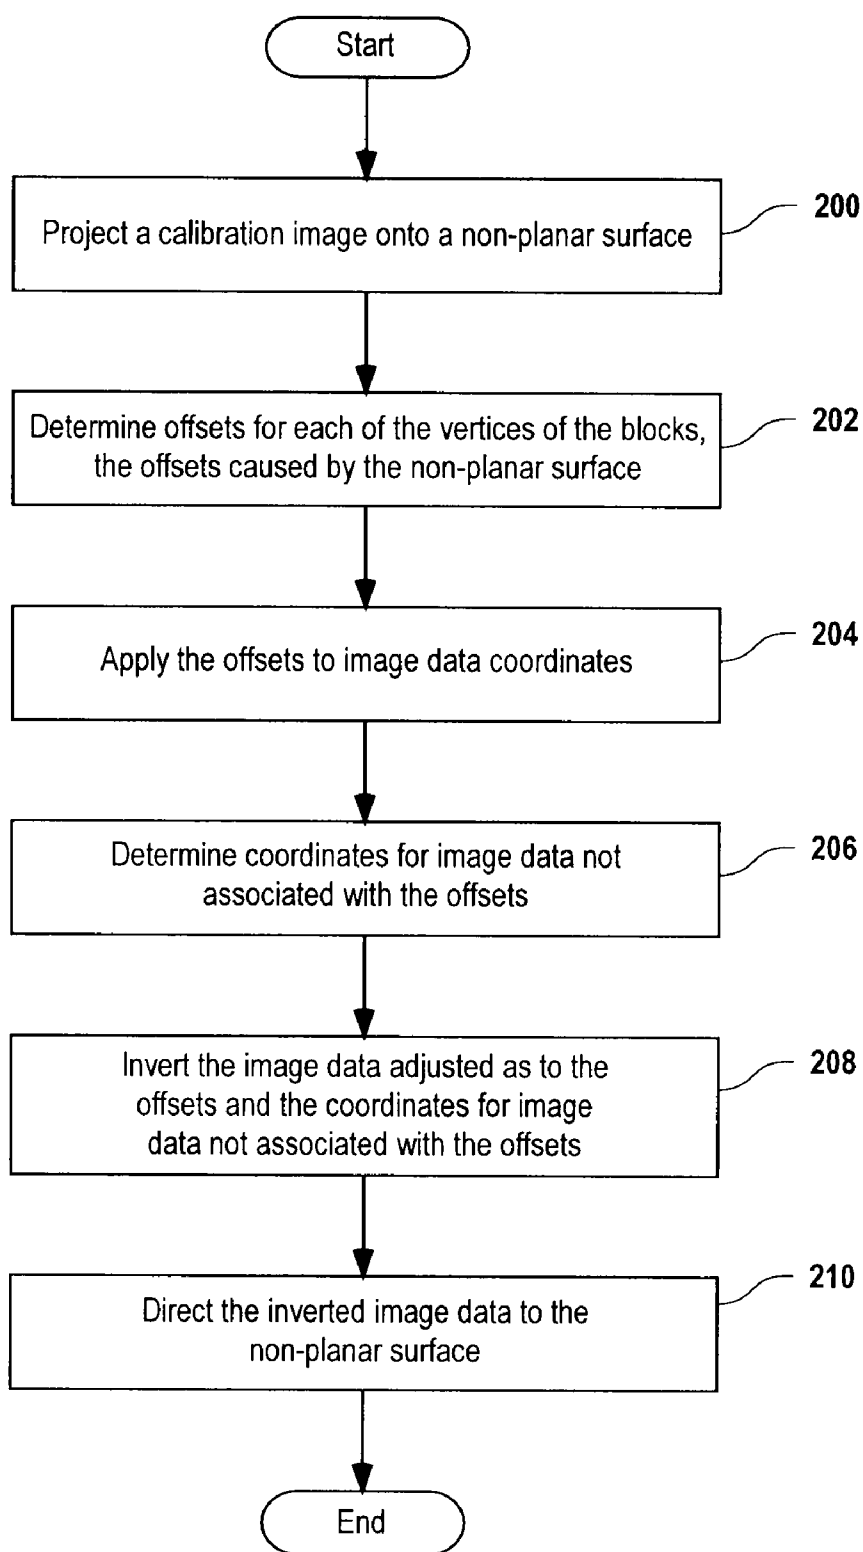 Start
Project a calibration image onto a non-planar surface
200
Determine offsets for each of the vertices of the blocks,
the offsets caused by the non-planar surface
202
Apply the offsets to image data coordinates
204
Determine coordinates for image data not
associated with the offsets
206
Invert the image data adjusted as to the
offsets and the coordinates for image
data not associated with the offsets
208
Direct the inverted image data to the
non-planar surface
210
End